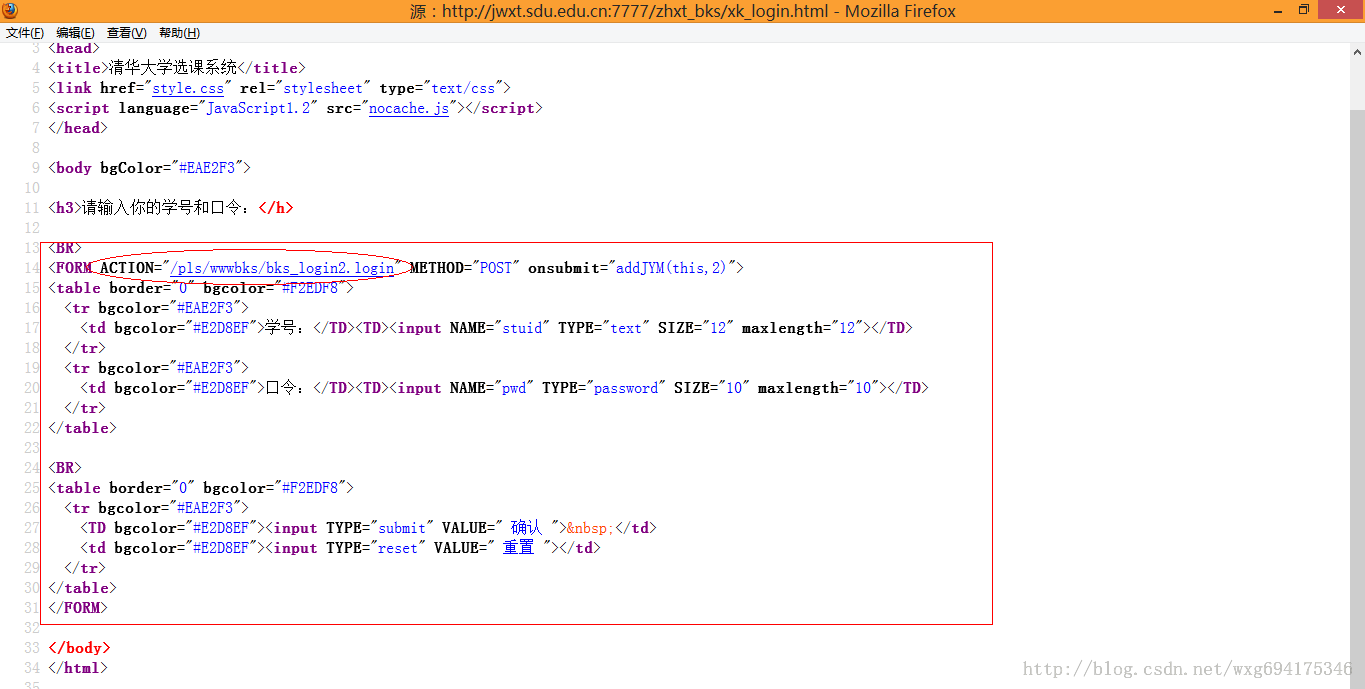 源：http://jwxt.sdu.edu.cn:7777/zhxt_bks/xk_login.html - Mozilla Firefox
文件(F) 编辑(E) 查看(V) 帮助(H)
3 <head>
4 <title>清华大学选课系统</title>
5 <link href="style.css" rel="stylesheet" type="text/css">
6 <script language="JavaScript1.2" src="nocache.js"></script>
7 </head>
8
9 <body bgColor="#EAE2F3">
10
11 <h3>请输入你的学号和口令：</h>
12
13 <BR>
14 <FORM ACTION="/pls/wwwbks/bks_login2.login" METHOD="POST" onsubmit="addJYM(this,2)">
15 <table border="0" bgcolor="#F2EDF8">
16 <tr bgcolor="#EAE2F3">
17 <td bgcolor="#E2D8EF">学号：</TD><TD><input NAME="stuid" TYPE="text" SIZE="12" maxlength="12"></TD>
18 </tr>
19 <tr bgcolor="#EAE2F3">
20 <td bgcolor="#E2D8EF">口令：</TD><TD><input NAME="pwd" TYPE="password" SIZE="10" maxlength="10"></TD>
21 </tr>
22 </table>
23
24 <BR>
25 <table border="0" bgcolor="#F2EDF8">
26 <tr bgcolor="#EAE2F3">
27 <TD bgcolor="#E2D8EF"><input TYPE="submit" VALUE=" 确认 ">&nbsp;</td>
28 <td bgcolor="#E2D8EF"><input TYPE="reset" VALUE=" 重置 "></td>
29 </tr>
30 </table>
31 </FORM>
32
33 </body>
34 </html>
35
http://blog.csdn.net/wxg694175346